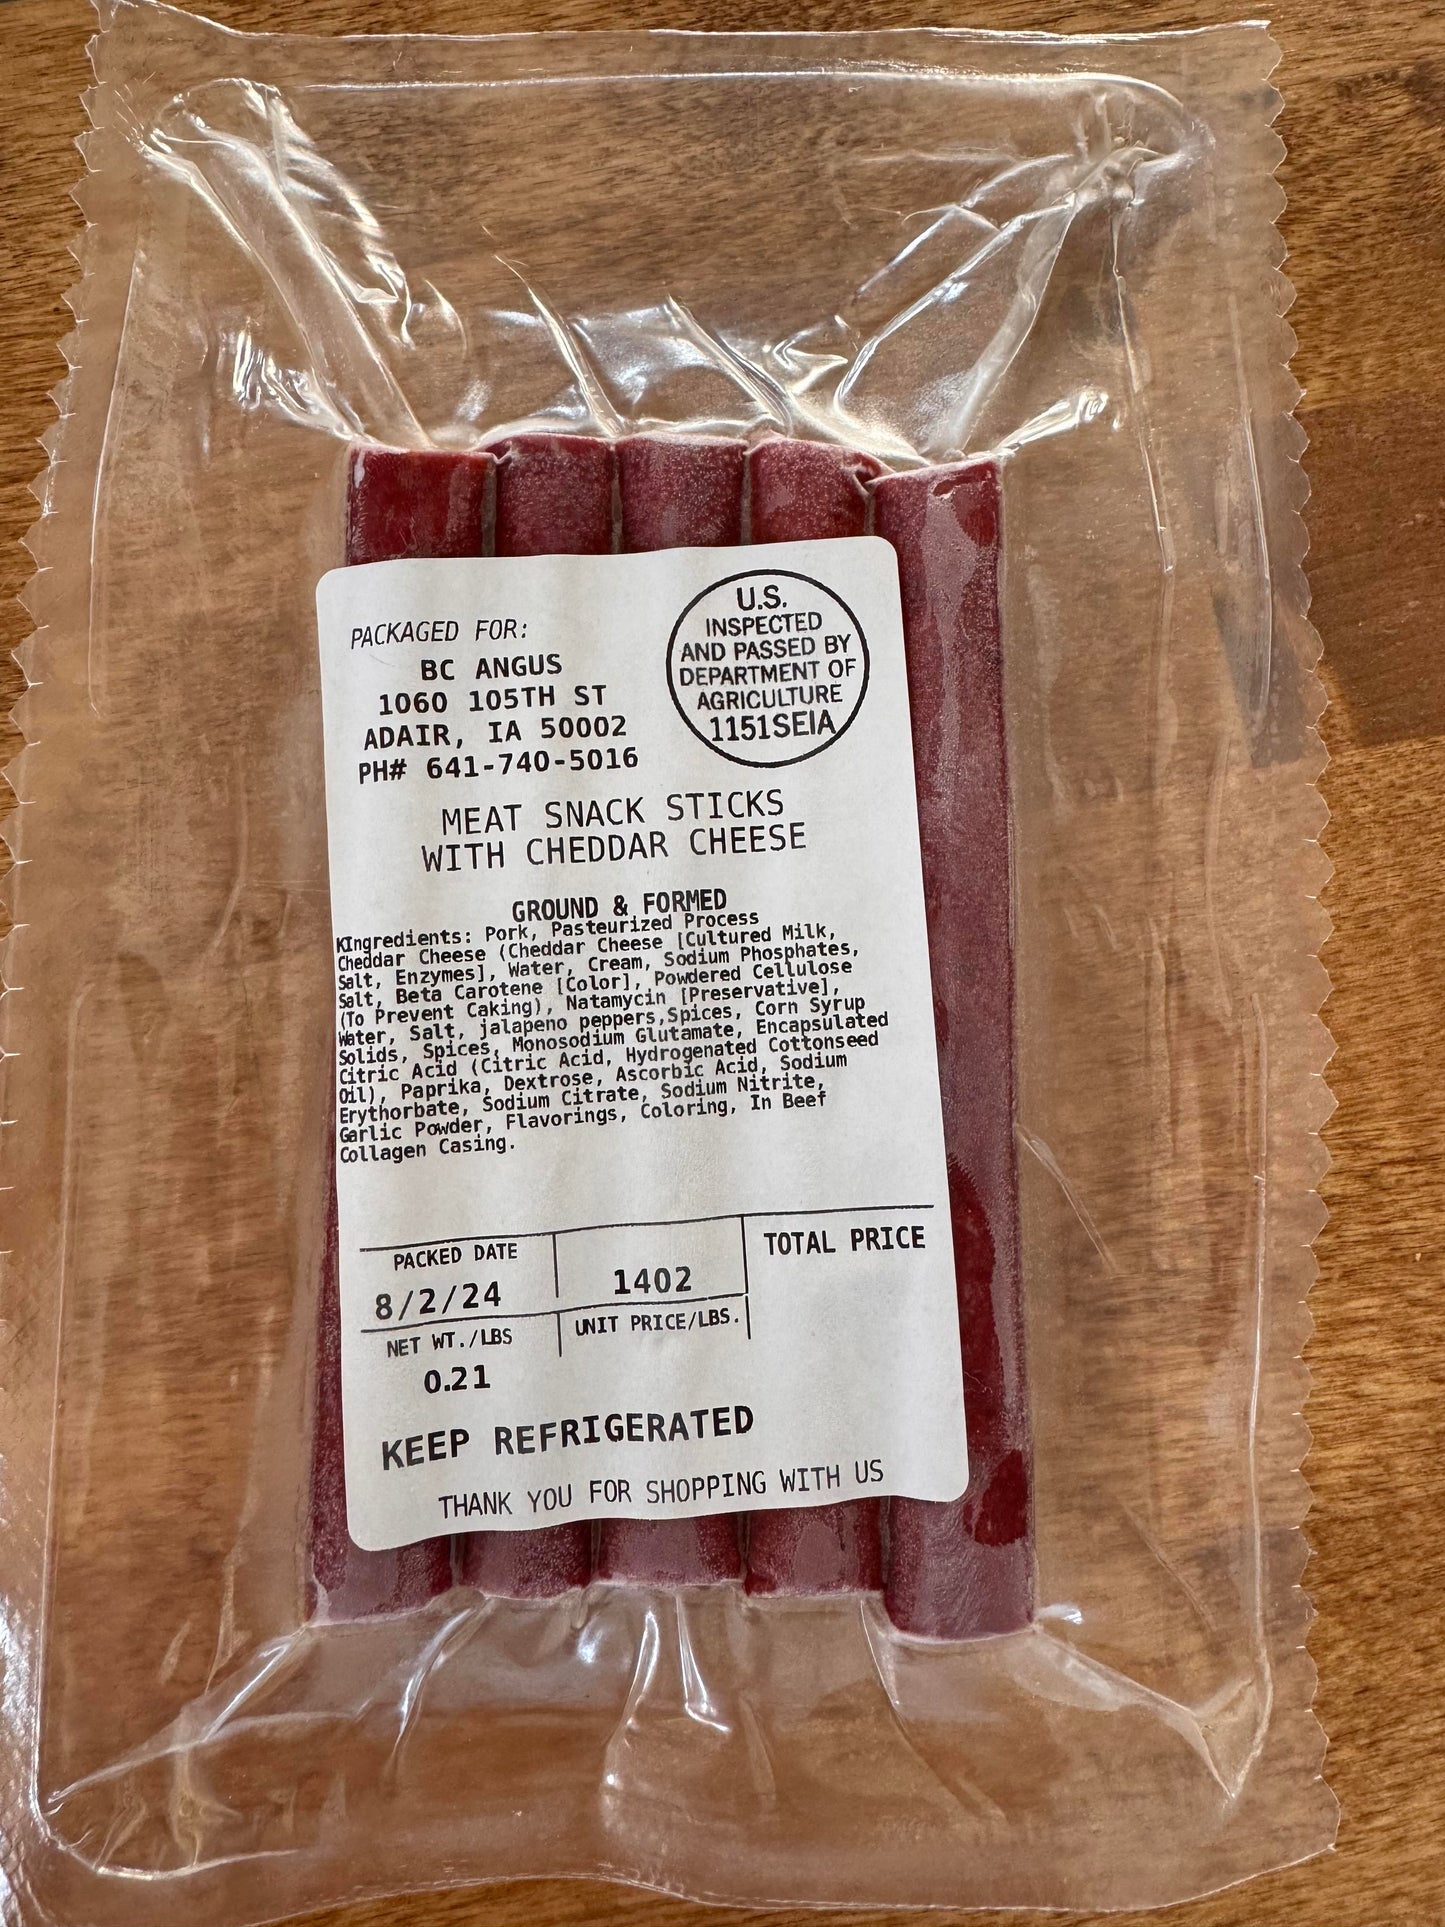 PACKAGED FOR:
BC ANGUS
1060 105TH ST
ADAIR, IA 50002
PH# 641-740-5016
U.S.
INSPECTED
AND PASSED BY
DEPARTMENT OF
AGRICULTURE
1151SEIA
MEAT SNACK STICKS
WITH CHEDDAR CHEESE
GROUND & FORMED
KIngredients: Pork, Pasteurized Process
Cheddar Cheese (Cheddar Cheese [Cultured Milk,
Salt, Enzymes], Water, Cream, Sodium Phosphates,
Salt, Beta Carotene [Color], Powdered Cellulose
(To Prevent Caking), Natamycin [Preservative],
Water, Salt, jalapeno peppers,Spices, Corn Syrup
Solids, Spices, Monosodium Glutamate, Encapsulated
Citric Acid (Citric Acid, Hydrogenated Cottonseed
Oil), Paprika, Dextrose, Ascorbic Acid, Sodium
Erythorbate, Sodium Citrate, Sodium Nitrite,
Garlic Powder, Flavorings, Coloring, In Beef
Collagen Casing.
PACKED DATE
8/2/24
1402
TOTAL PRICE
NET WT./LBS
0.21
UNIT PRICE/LBS.
KEEP REFRIGERATED
THANK YOU FOR SHOPPING WITH US